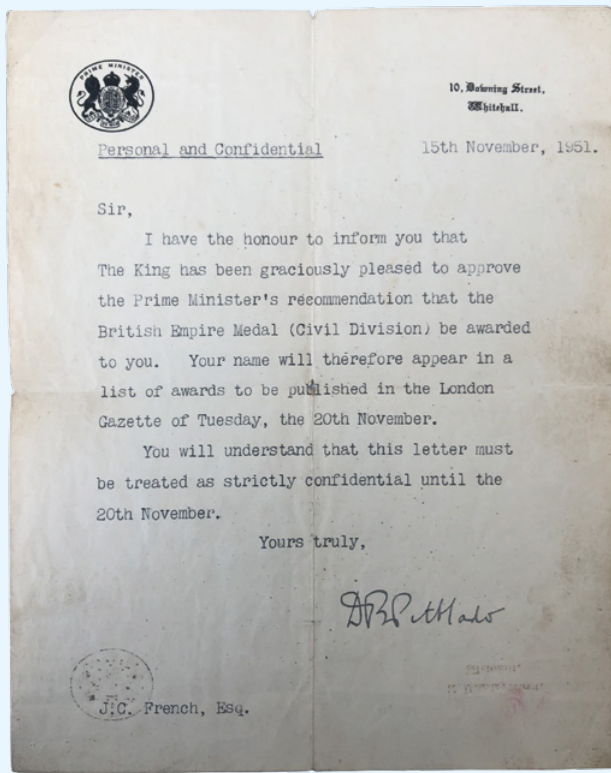 PRIME MINISTER
10, Downing Street,
Whitehall.
Personal and Confidential 15th November, 1951.
Sir,
I have the honour to inform you that
The King has been graciously pleased to approve
the Prime Minister's recommendation that the
British Empire Medal (Civil Division) be awarded
to you. Your name will therefore appear in a
list of awards to be published in the London
Gazette of Tuesday, the 20th November.
You will understand that this letter must
be treated as strictly confidential until the
20th November.
Yours truly,
J.C. French, Esq.